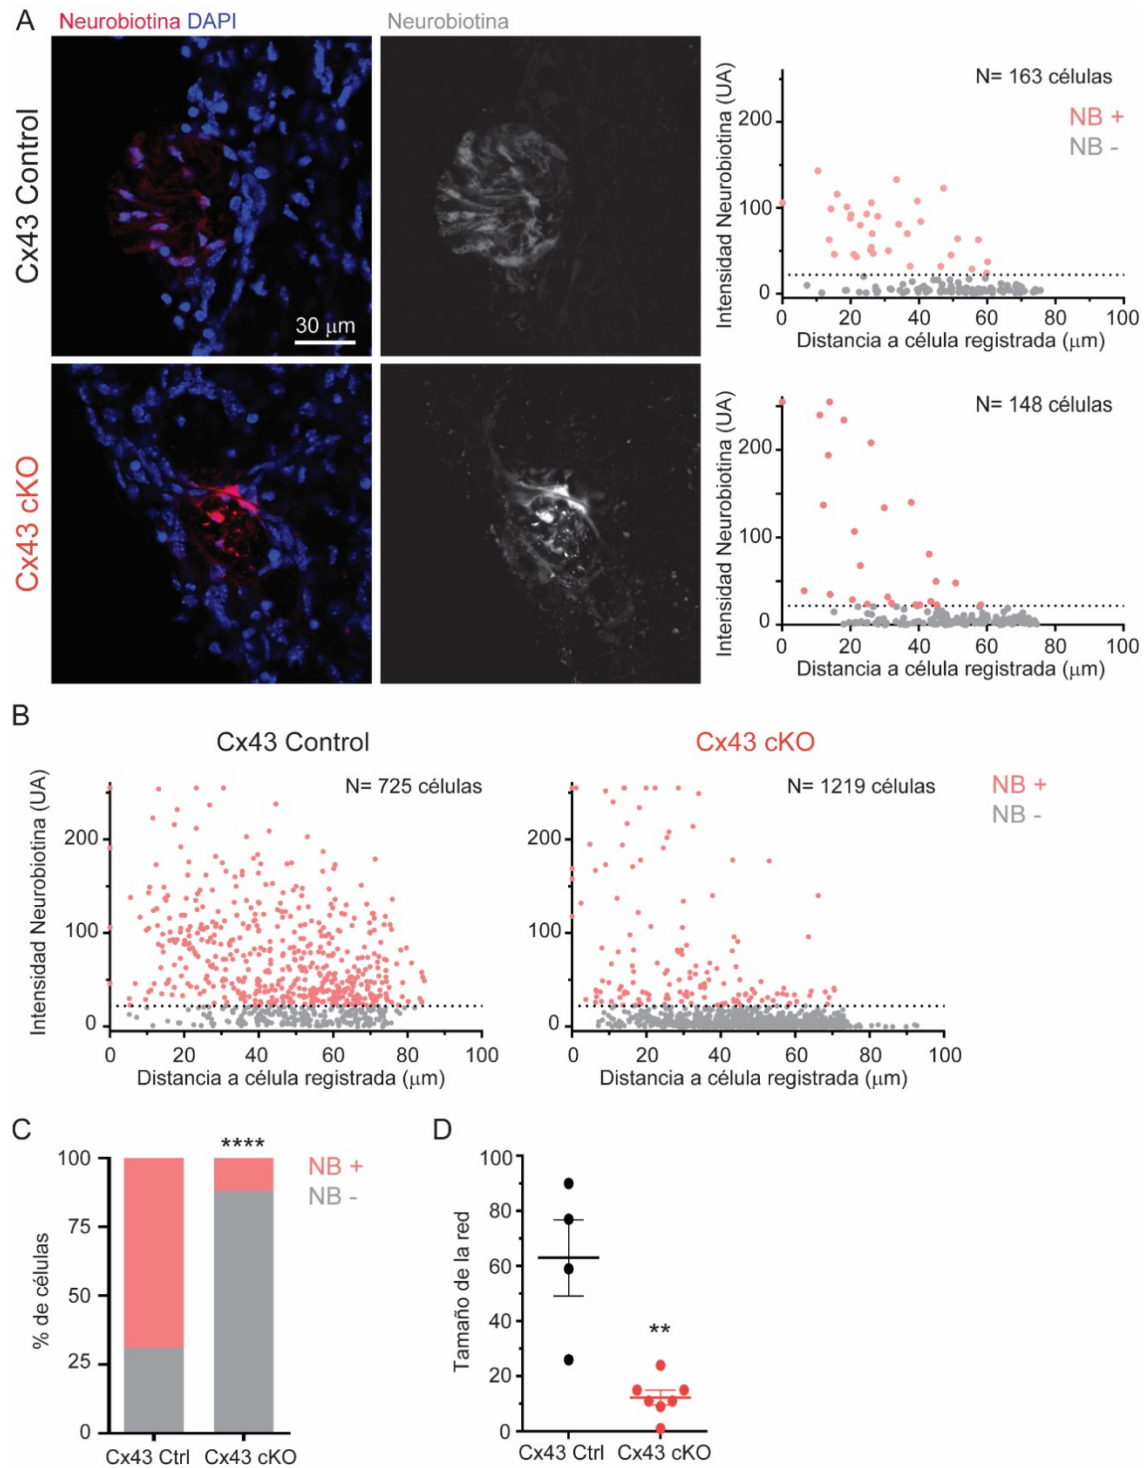 A
Neurobiotina DAPI
Neurobiotina
Cx43 Control
30 μm
Intensidad Neurobiotina (UA)
N= 163 células
NB +
NB -
200
100
0
0 20 40 60 80 100
Distancia a célula registrada (μm)
Cx43 cKO
Intensidad Neurobiotina (UA)
N= 148 células
200
100
0
0 20 40 60 80 100
Distancia a célula registrada (μm)
B
Cx43 Control
Cx43 cKO
Intensidad Neurobiotina (UA)
N= 725 células
N= 1219 células
NB +
NB -
200
100
0
0 20 40 60 80 100
Distancia a célula registrada (μm)
200
100
0
0 20 40 60 80 100
Distancia a célula registrada (μm)
C
****
NB +
NB -
% de células
100
75
50
25
0
Cx43 Ctrl Cx43 cKO
D
Tamaño de la red
100
80
60
40
20
0
**
Cx43 Ctrl Cx43 cKO